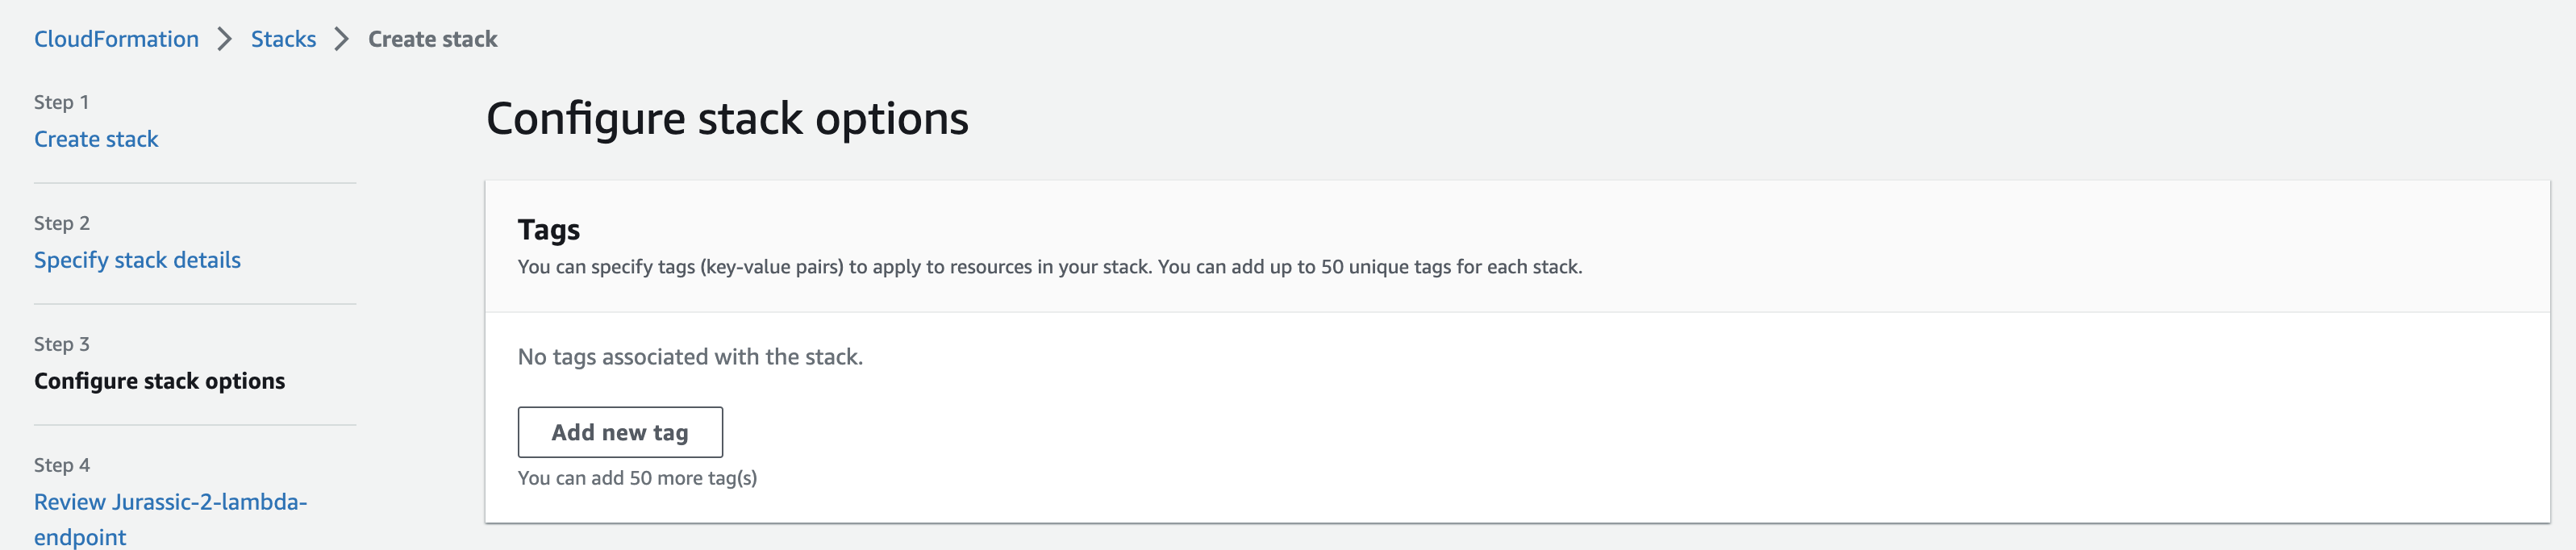 CloudFormation > Stacks > Create stack
Step 1
Create stack
Step 2
Specify stack details
Step 3
Configure stack options
Step 4
Review Jurassic-2-lambda-
endpoint
Configure stack options
Tags
You can specify tags (key-value pairs) to apply to resources in your stack. You can add up to 50 unique tags for each stack.
No tags associated with the stack.
Add new tag
You can add 50 more tag(s)